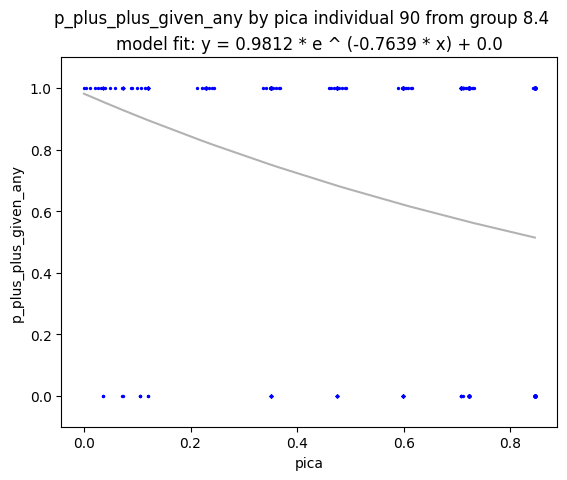 p_plus_plus_given_any by pica individual 90 from group 8.4
model fit: y = 0.9812 * e ^ (-0.7639 * x) + 0.0
1.0
0.8
0.6
0.4
0.2
0.0
p_plus_plus_given_any
0.0 0.2 0.4 0.6 0.8
pica